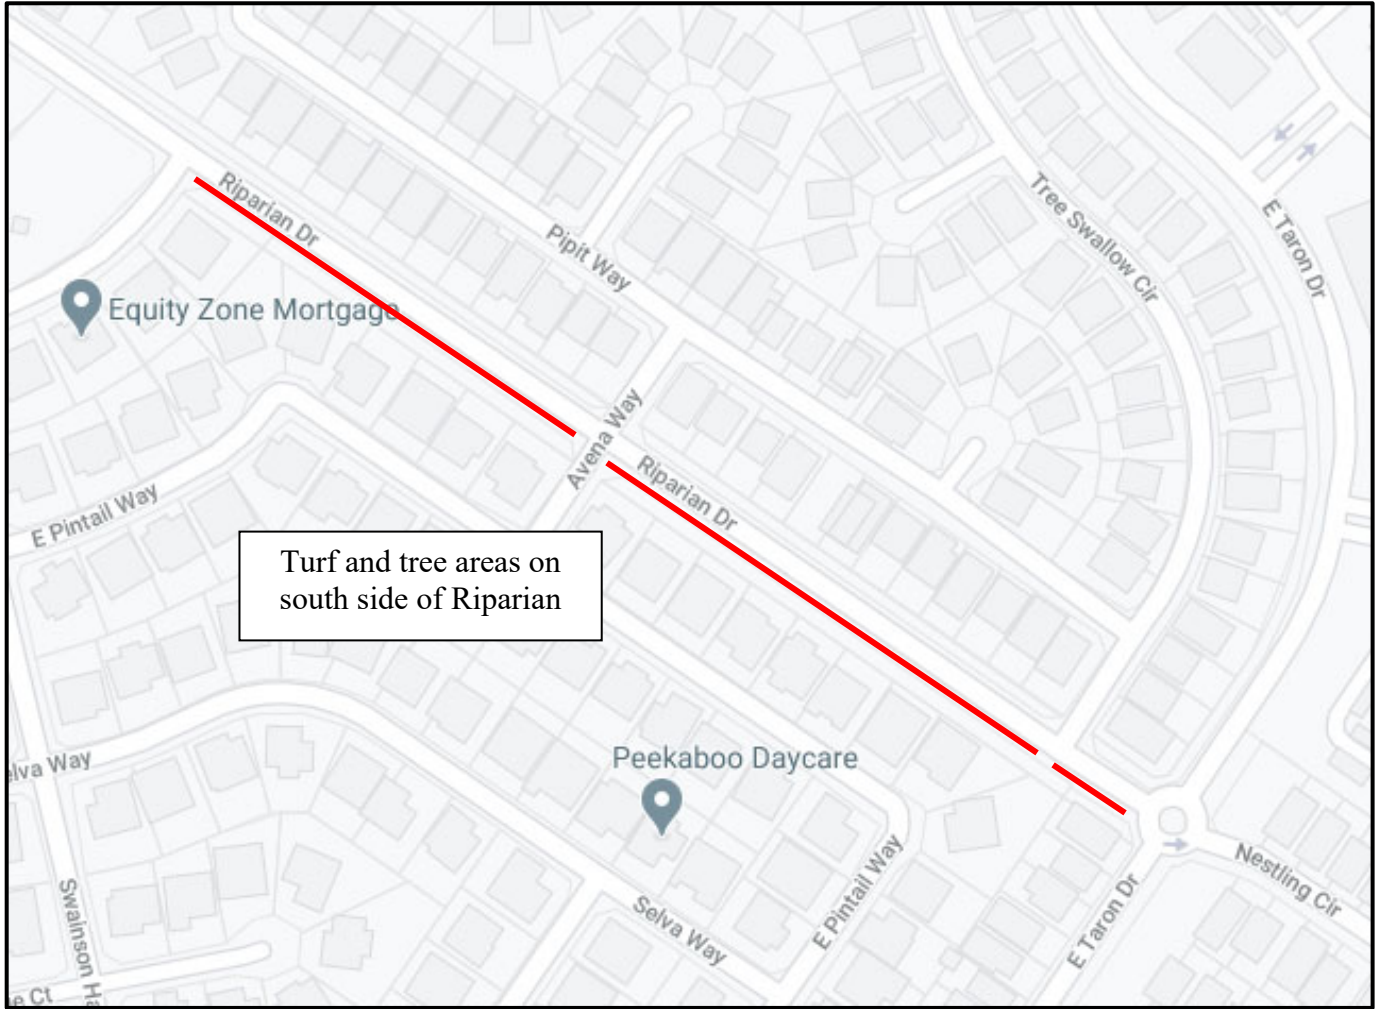 Riparian Dr
Pipit Way
Tree Swallow Cir
E Taron Dr
Equity Zone Mortgage
Avena Way
Riparian Dr
E Pintail Way
Turf and tree areas on
south side of Riparian
Peekaboo Daycare
lva Way
Nestling Cir
E Pintail Way
E Taron Dr
Selva Way
Swainson Ha
e Ct